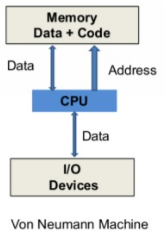 Memory
Data + Code
Data
Address
CPU
Data
I/O
Devices
Von Neumann Machine